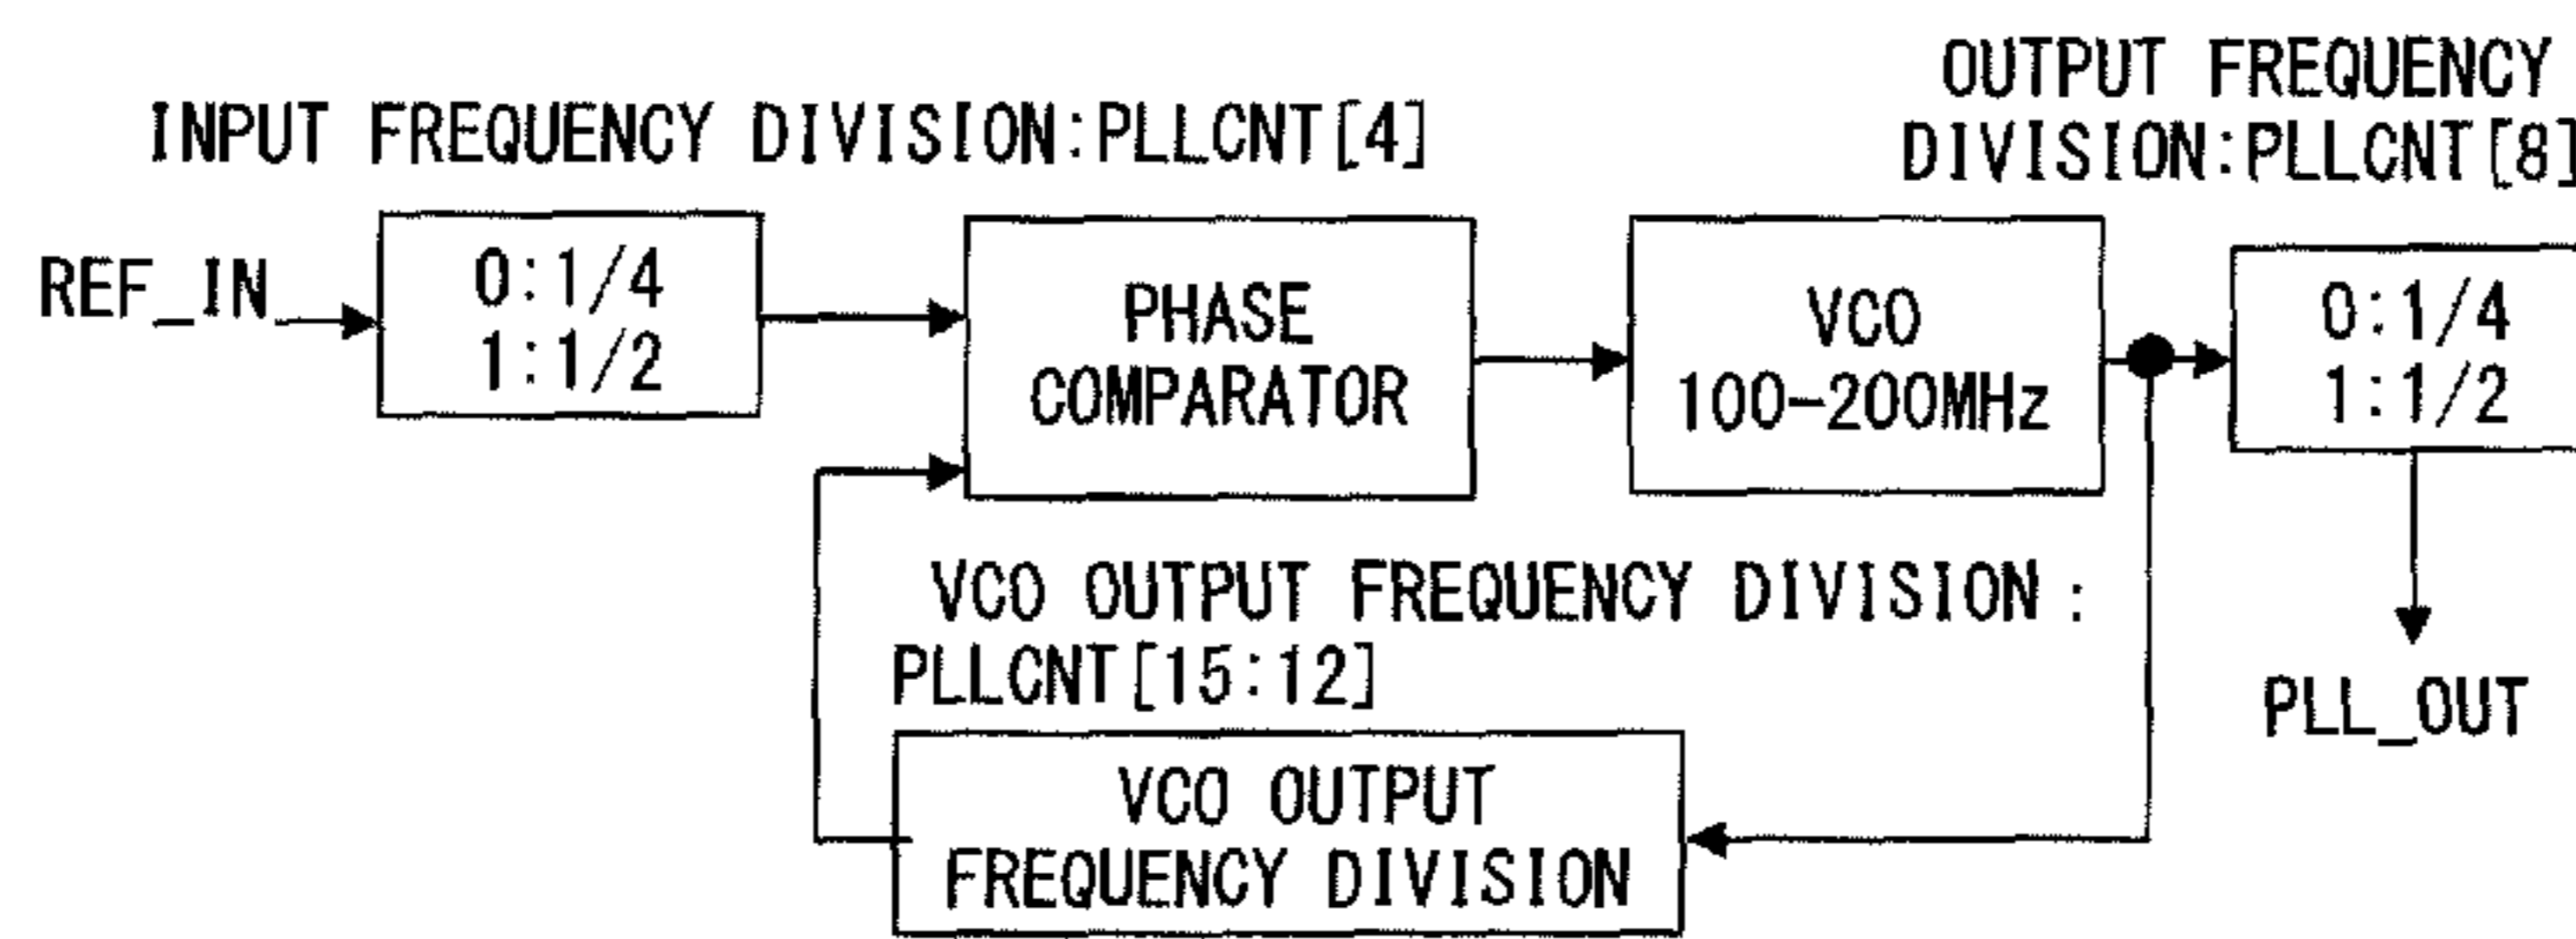 INPUT FREQUENCY DIVISION:PLLCNT[4]
OUTPUT FREQUENCY
DIVISION:PLLCNT[8]
REF_IN
0:1/4
1:1/2
PHASE
COMPARATOR
VCO
100-200MHz
0:1/4
1:1/2
VCO OUTPUT FREQUENCY DIVISION:
PLLCNT[15:12]
PLL_OUT
VCO OUTPUT
FREQUENCY DIVISION